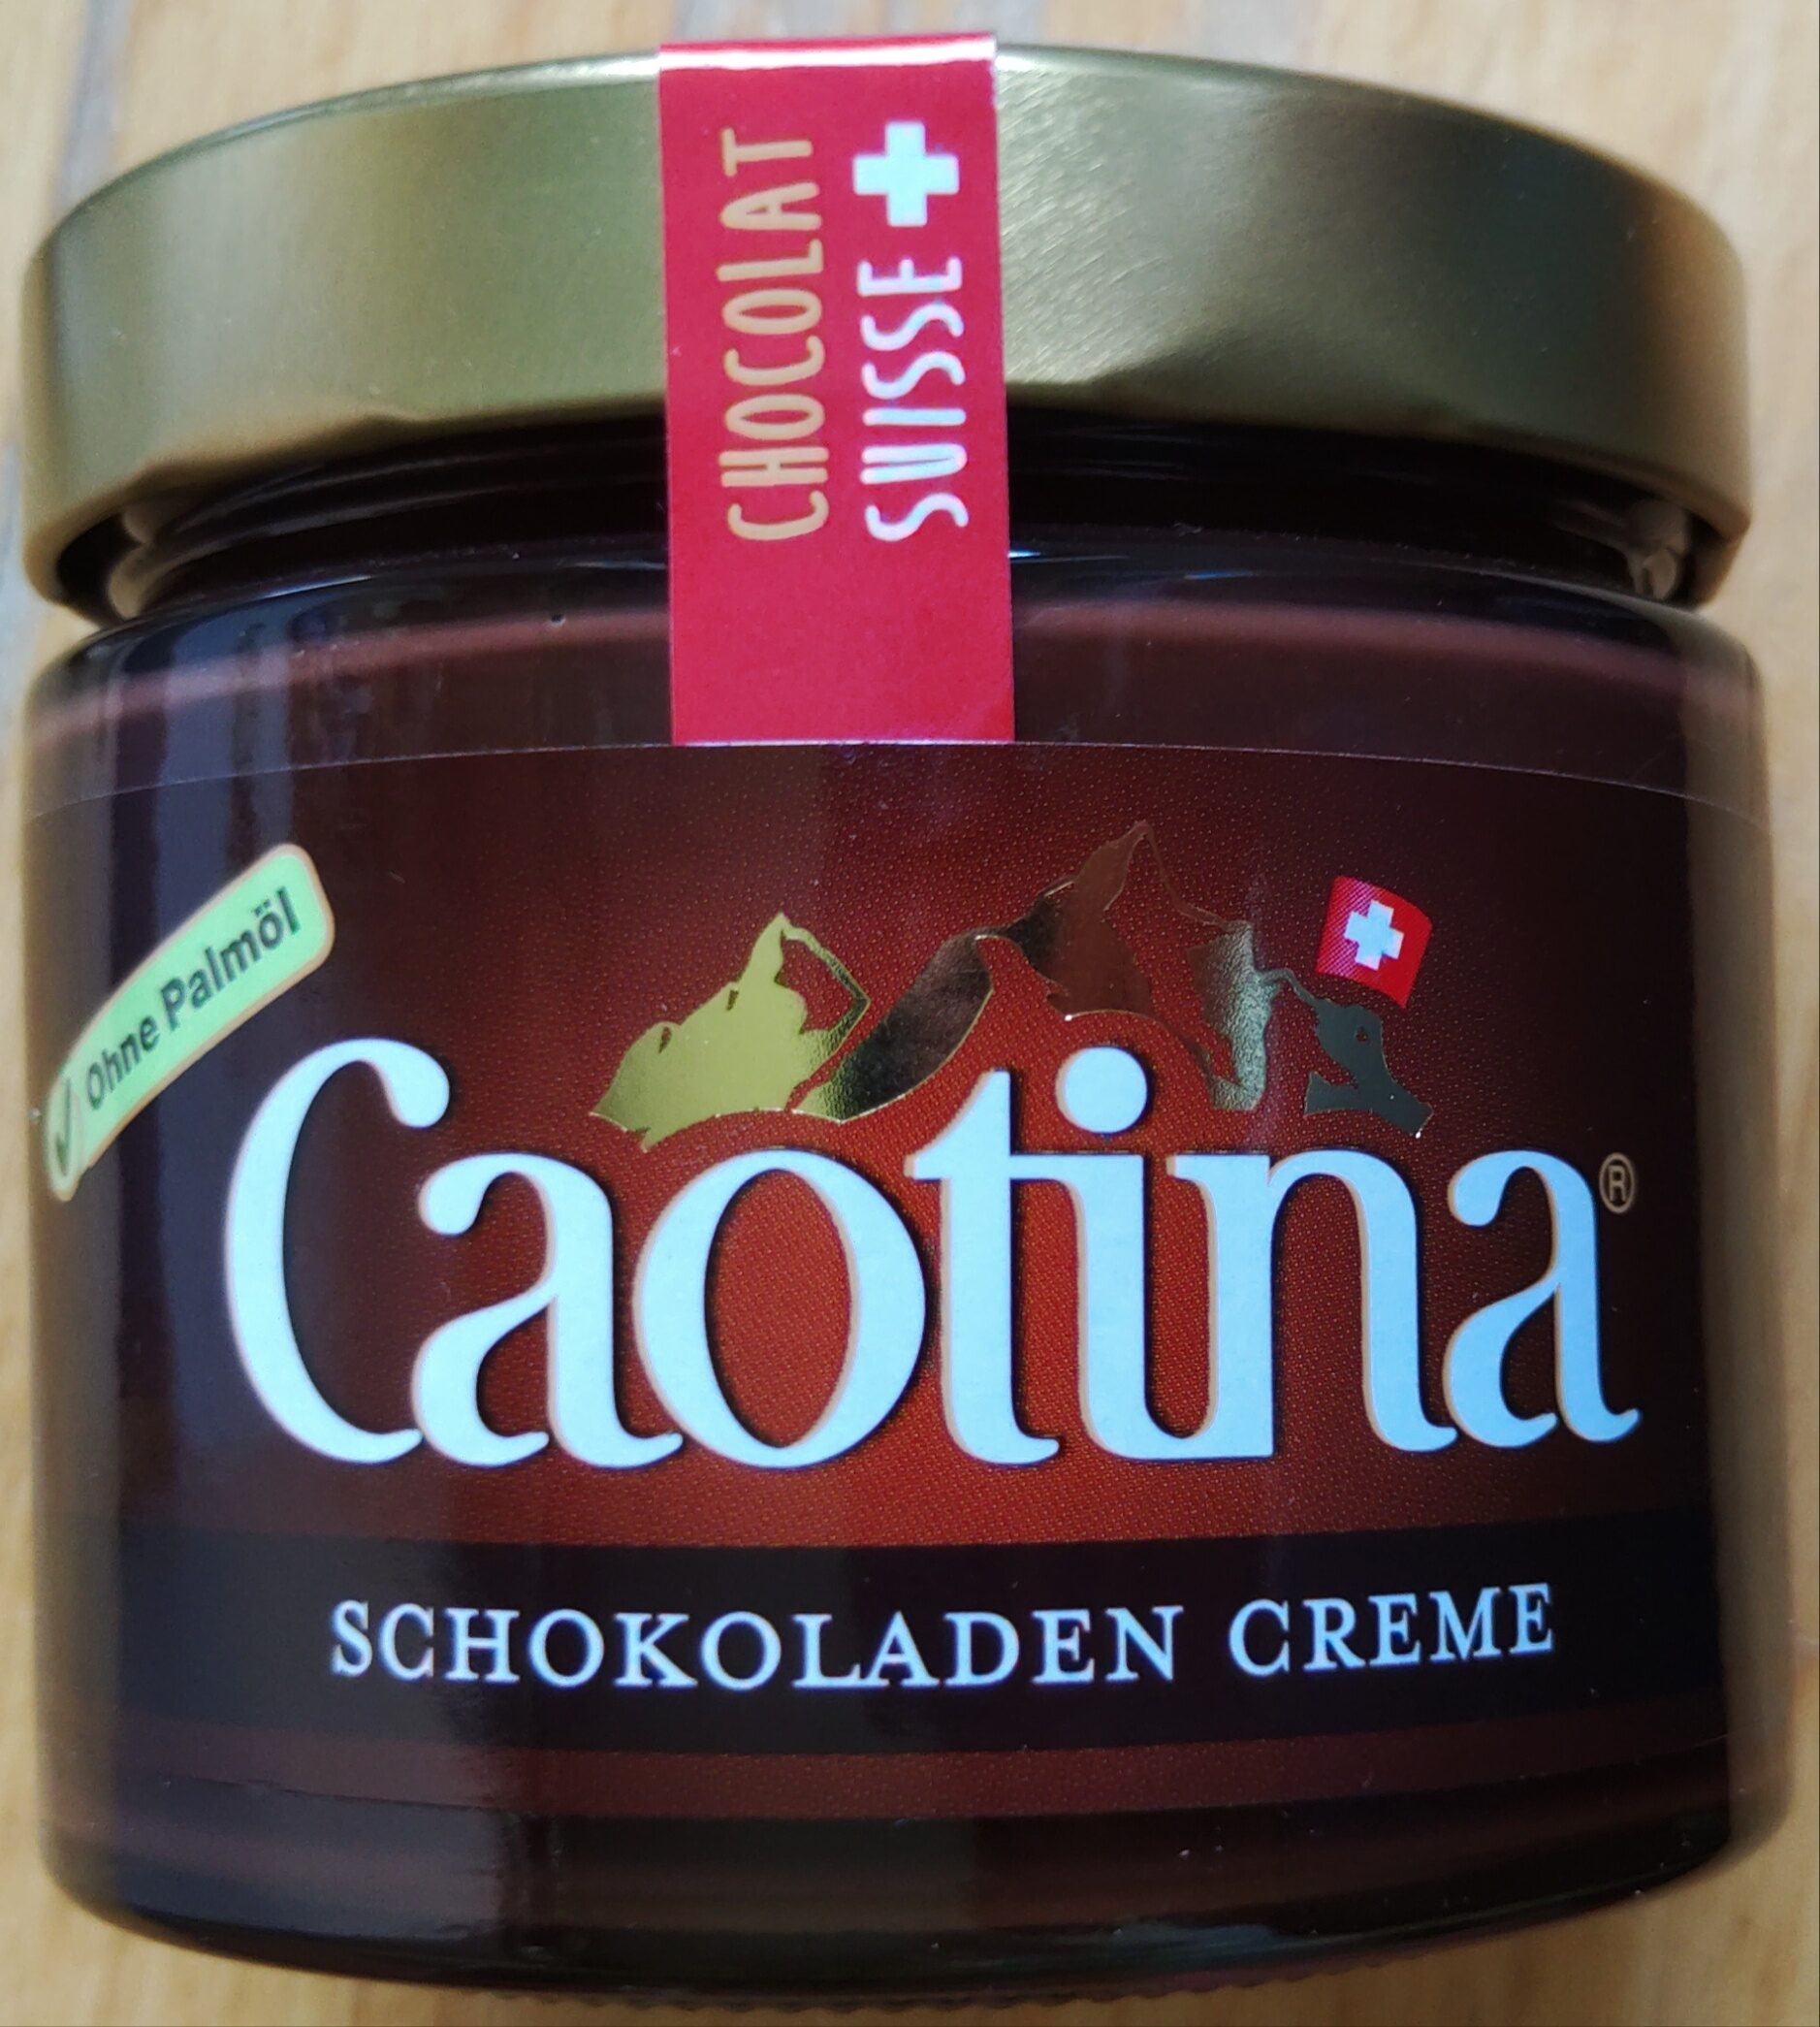 CHOCOLAT
SUISSE
✓ Ohne Palmöl
Caotina®
SCHOKOLADEN CREME